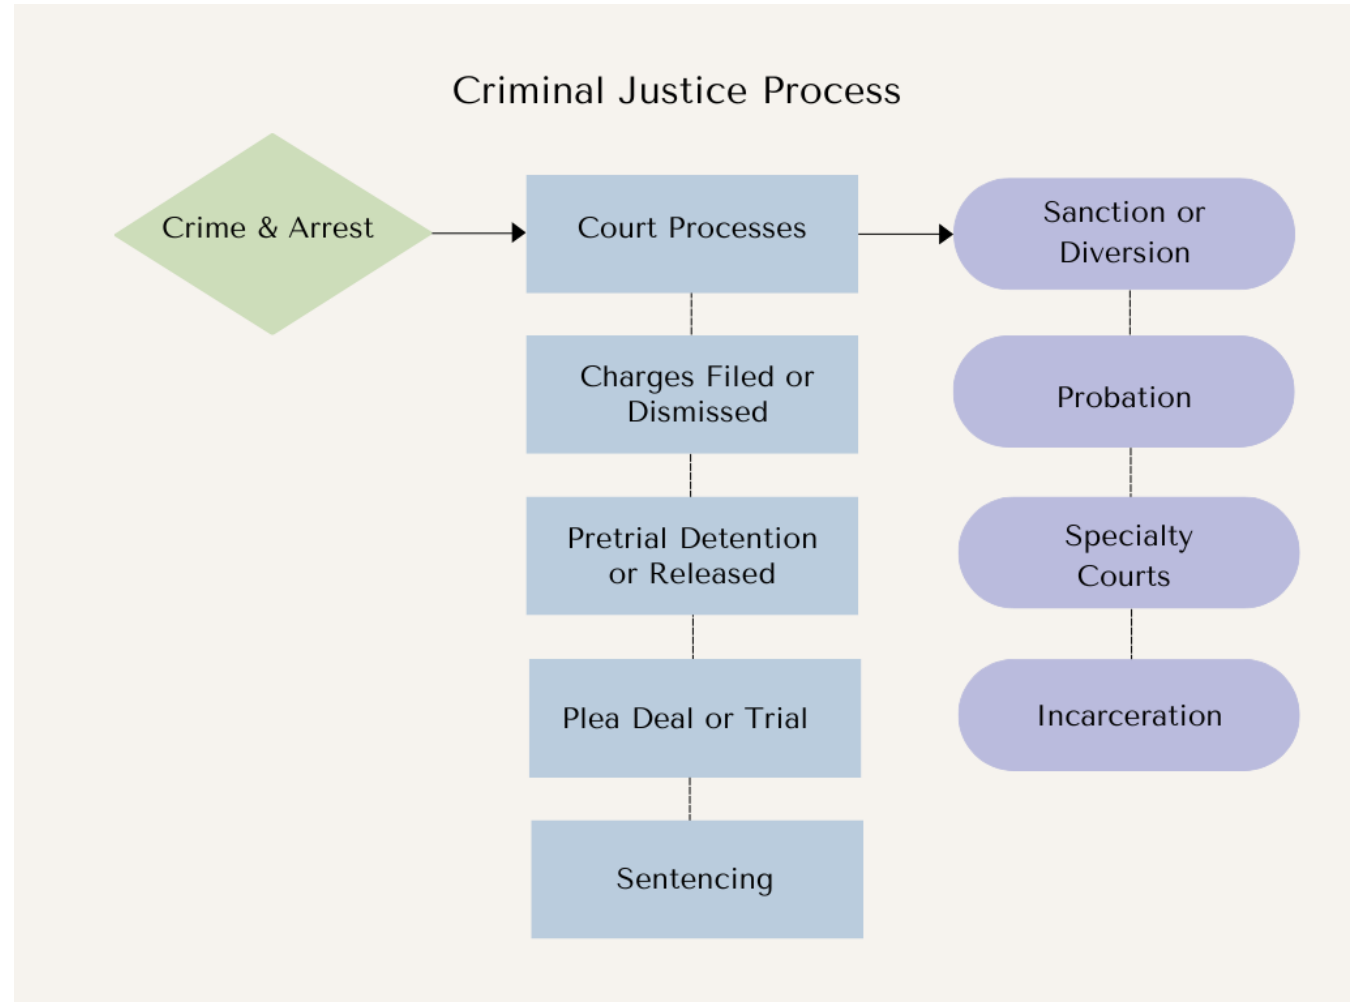 Criminal Justice Process
Crime & Arrest
Court Processes
Sanction or
Diversion
Charges Filed or
Dismissed
Probation
Pretrial Detention
or Released
Specialty
Courts
Plea Deal or Trial
Incarceration
Sentencing